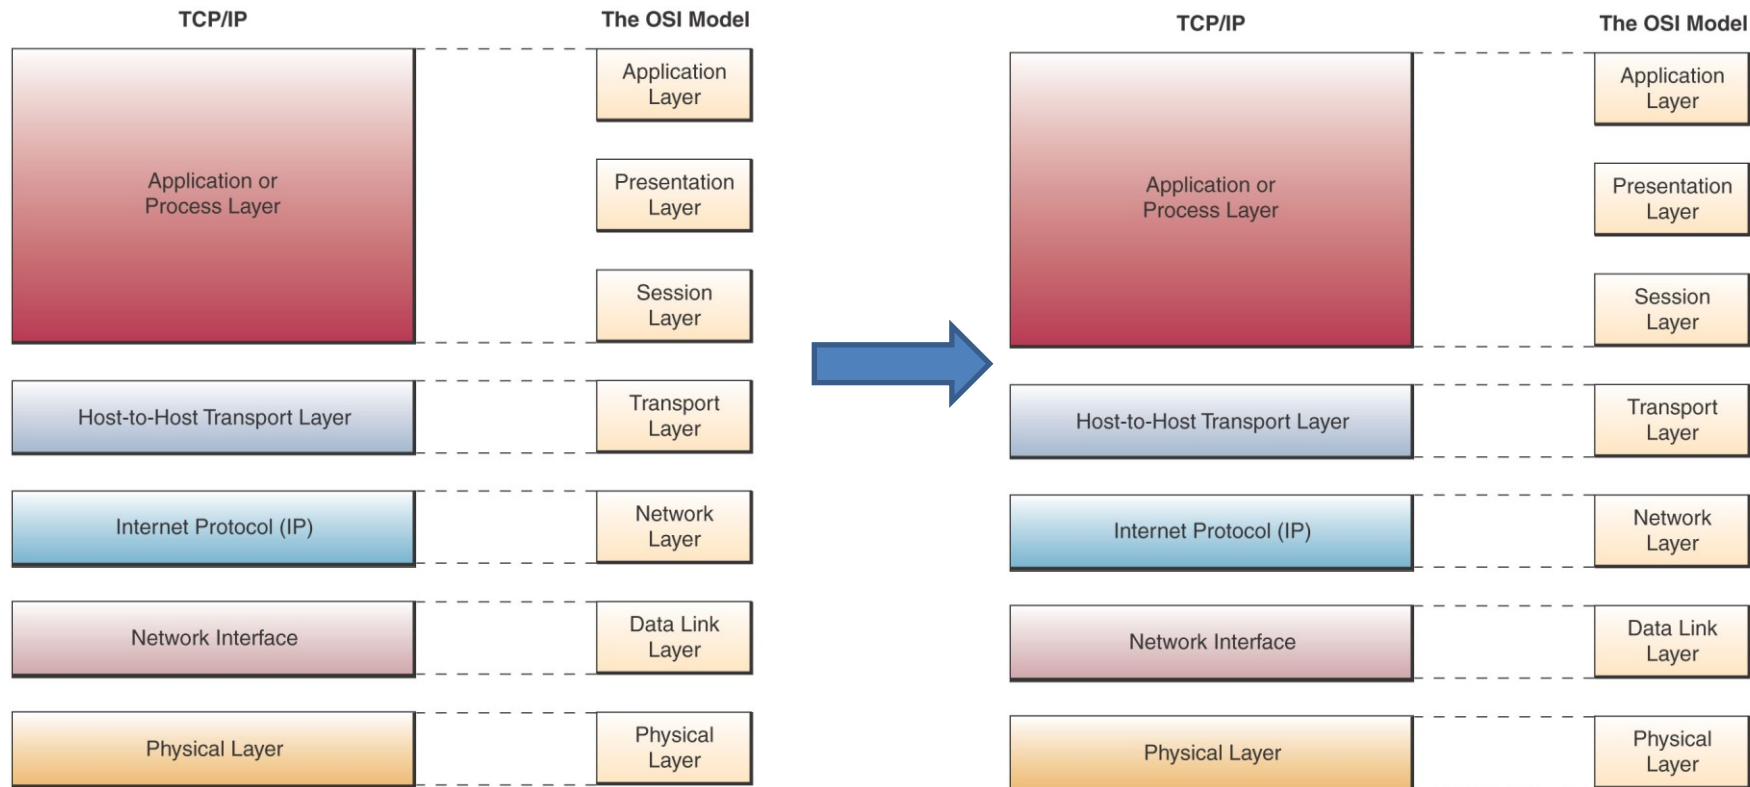 TCP/IP
The OSI Model
Application or
Process Layer
Application
Layer
Presentation
Layer
Session
Layer
Host-to-Host Transport Layer
Transport
Layer
Internet Protocol (IP)
Network
Layer
Network Interface
Data Link
Layer
Physical Layer
Physical
Layer
TCP/IP
The OSI Model
Application or
Process Layer
Application
Layer
Presentation
Layer
Session
Layer
Host-to-Host Transport Layer
Transport
Layer
Internet Protocol (IP)
Network
Layer
Network Interface
Data Link
Layer
Physical Layer
Physical
Layer